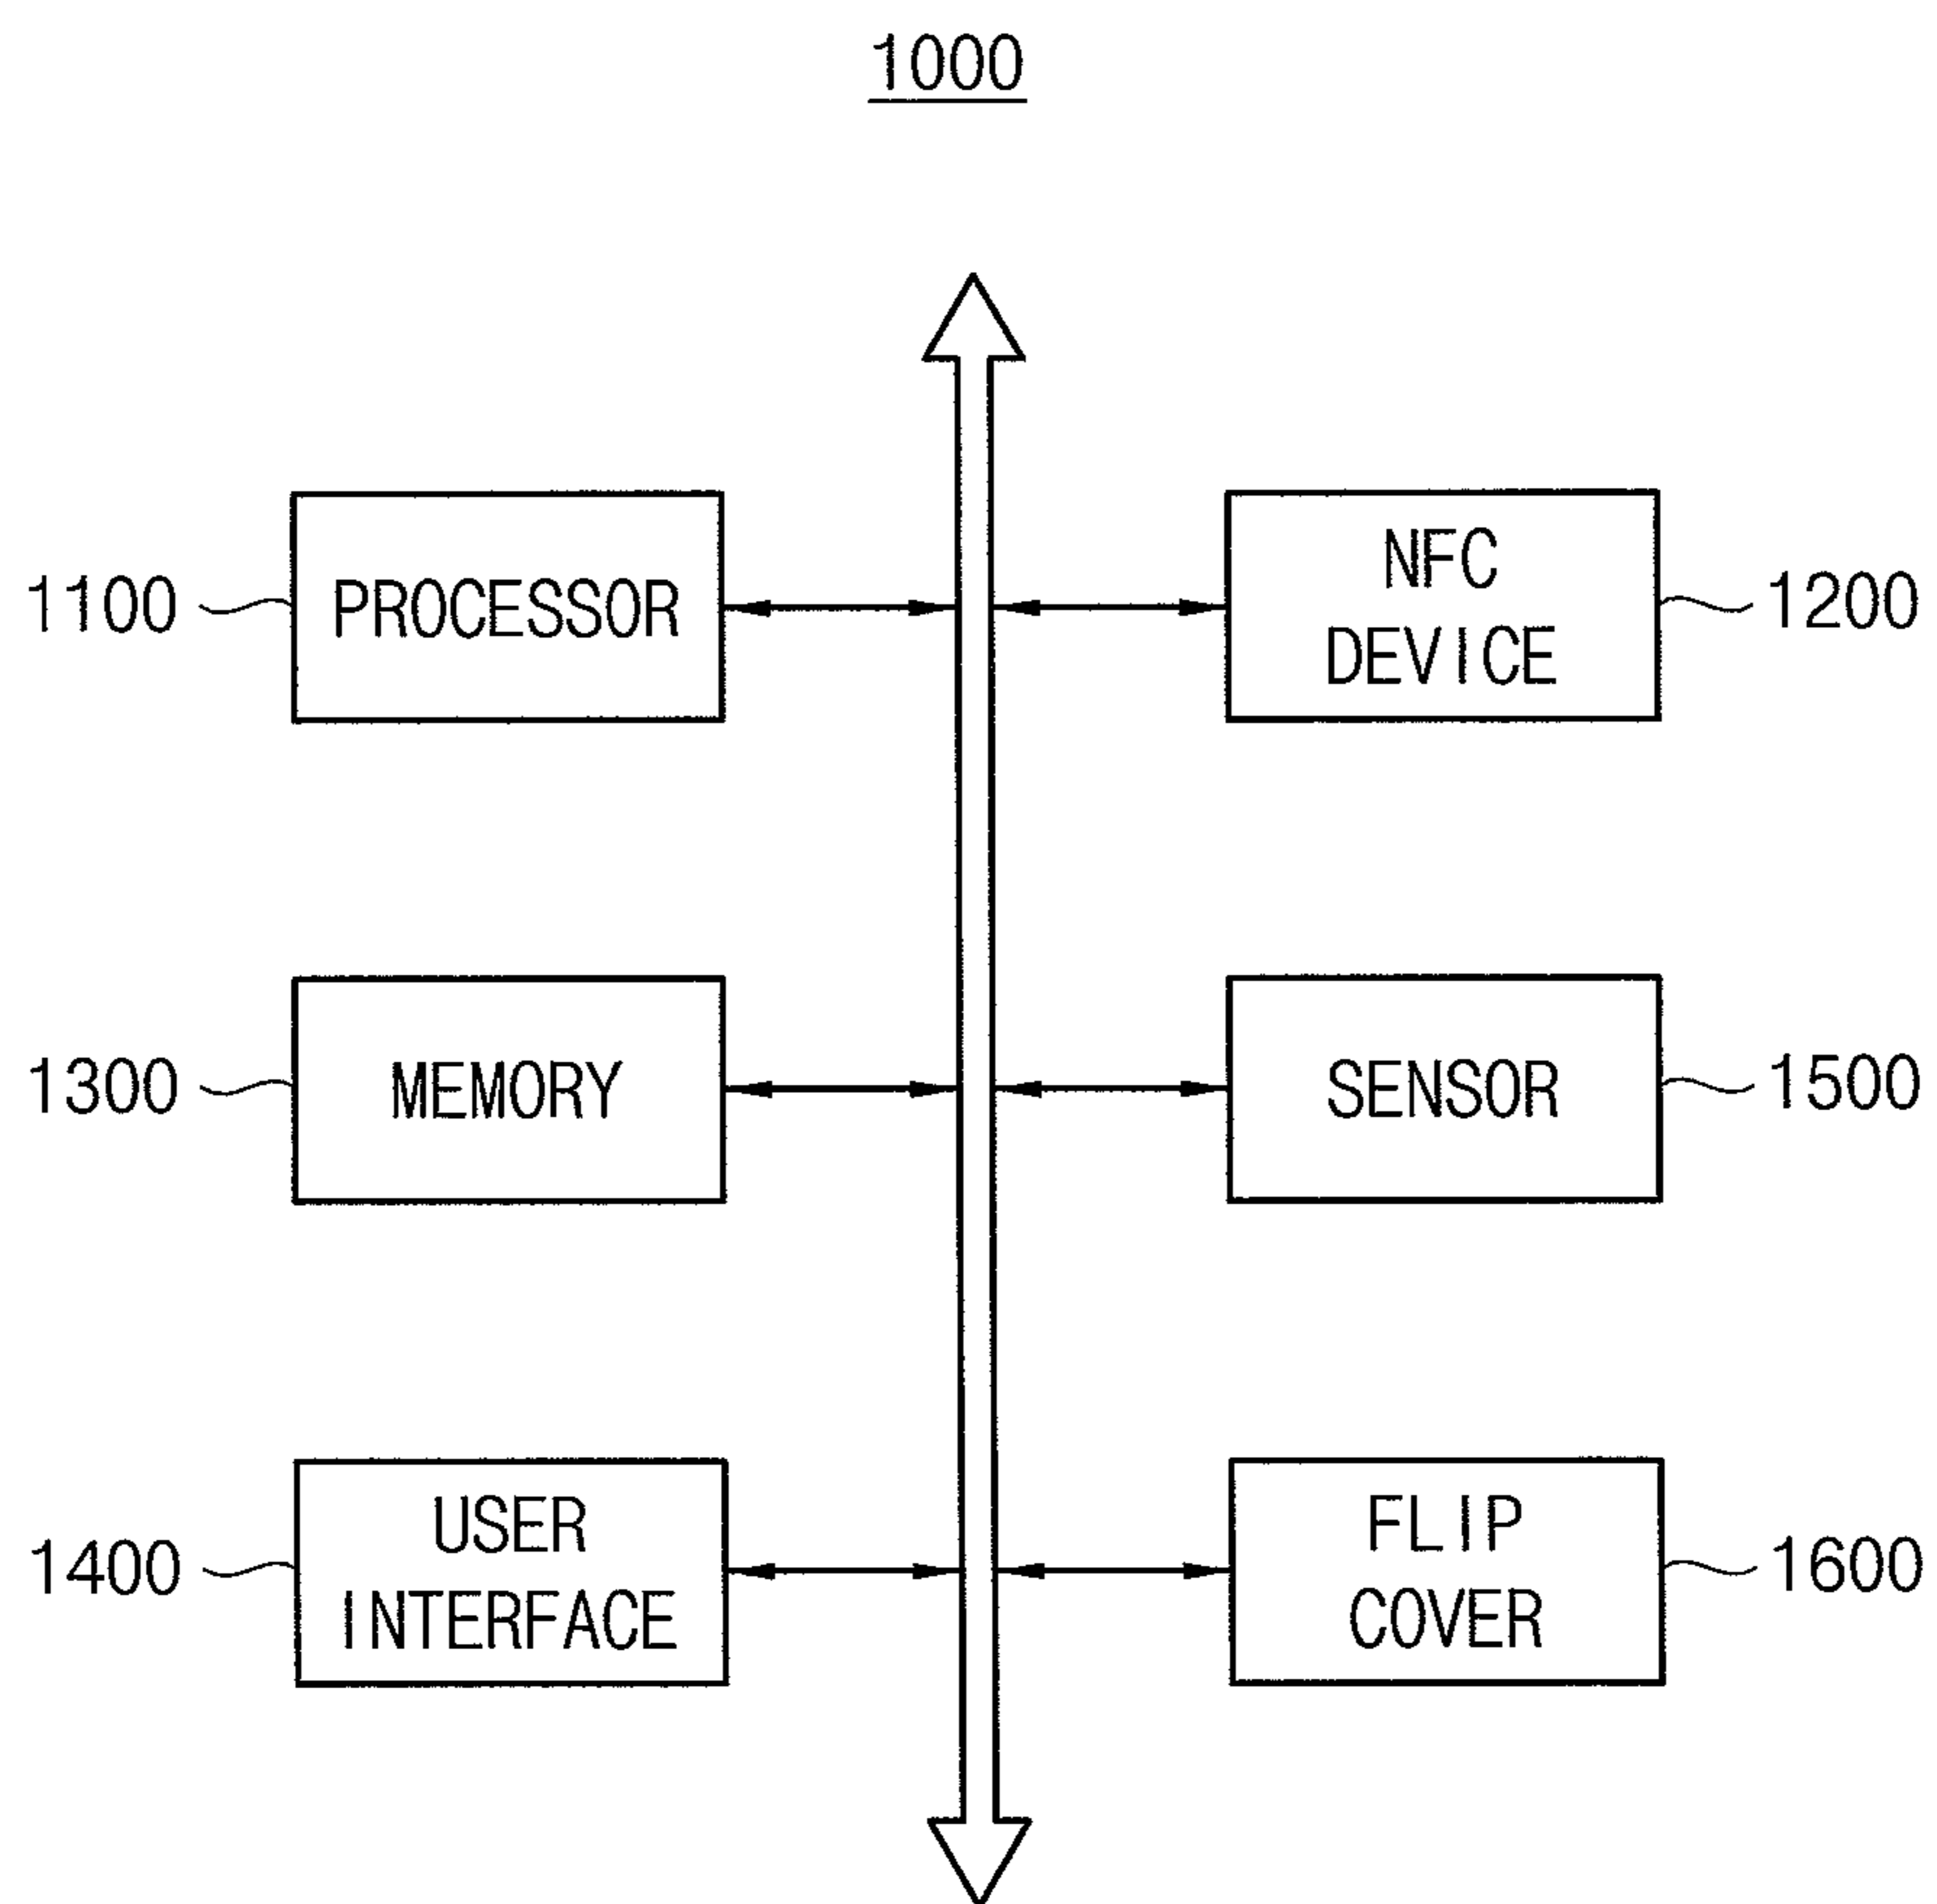 1000
1100
PROCESSOR
NFC
DEVICE
1200
1300
MEMORY
SENSOR
1500
1400
USER
INTERFACE
FLIP
COVER
1600